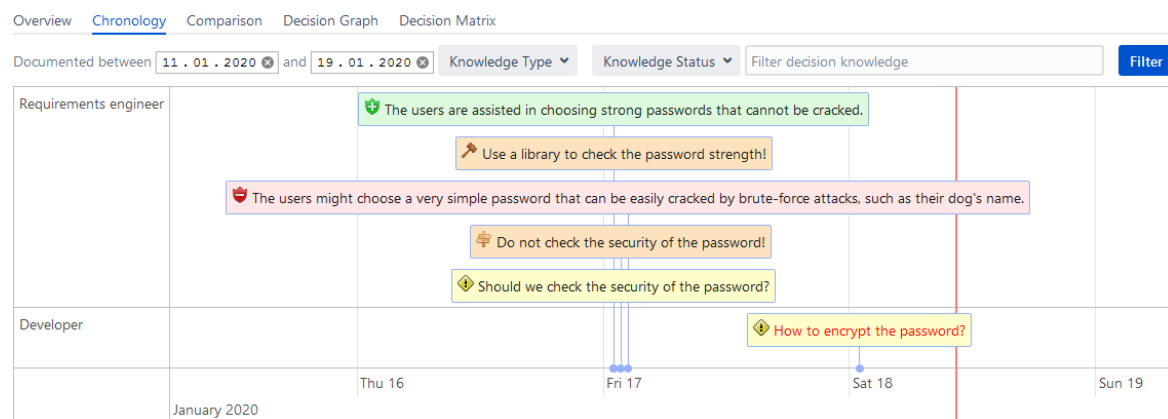 Overview Chronology Comparison Decision Graph Decision Matrix
Documented between 11.01.2020 and 19.01.2020 Knowledge Type Knowledge Status Filter decision knowledge Filter
Requirements engineer
The users are assisted in choosing strong passwords that cannot be cracked.
Use a library to check the password strength!
The users might choose a very simple password that can be easily cracked by brute-force attacks, such as their dog's name.
Do not check the security of the password!
Should we check the security of the password?
Developer
How to encrypt the password?
Thu 16 Fri 17 Sat 18 Sun 19
January 2020